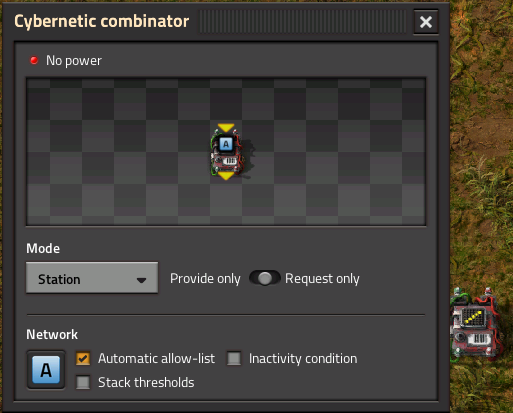 Cybernetic combinator
No power
A
Mode
Station
Provide only Request only
Network
A Automatic allow-list Inactivity condition
Stack thresholds